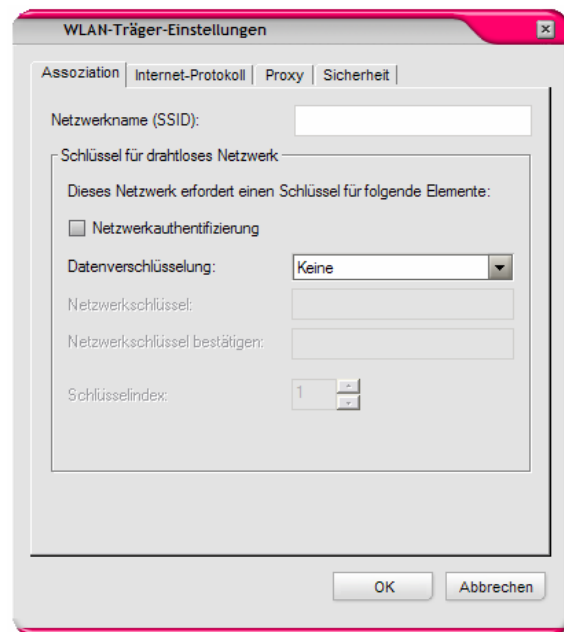 WLAN-Träger-Einstellungen
Assoziation Internet-Protokoll Proxy Sicherheit
Netzwerkname (SSID):
Schlüssel für drahtloses Netzwerk
Dieses Netzwerk erfordert einen Schlüssel für folgende Elemente:
Netzwerkauthentifizierung
Datenverschlüsselung: Keine
Netzwerkschlüssel:
Netzwerkschlüssel bestätigen:
Schlüsselindex: 1
OK Abbrechen